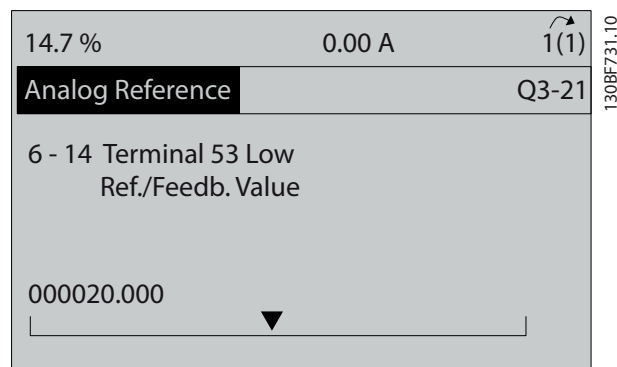 14.7 % 0.00 A 1(1)
Analog Reference Q3-21
6 - 14 Terminal 53 Low
Ref./Feedb. Value
000020.000
130BF731.10